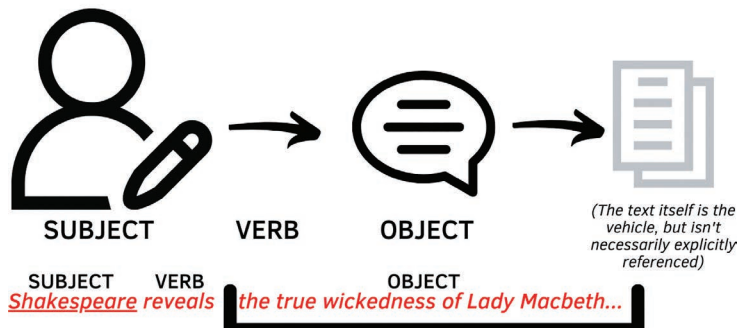 SUBJECT VERB OBJECT
(The text itself is the
vehicle, but isn't
necessarily explicitly
referenced)
SUBJECT VERB OBJECT
Shakespeare reveals the true wickedness of Lady Macbeth...